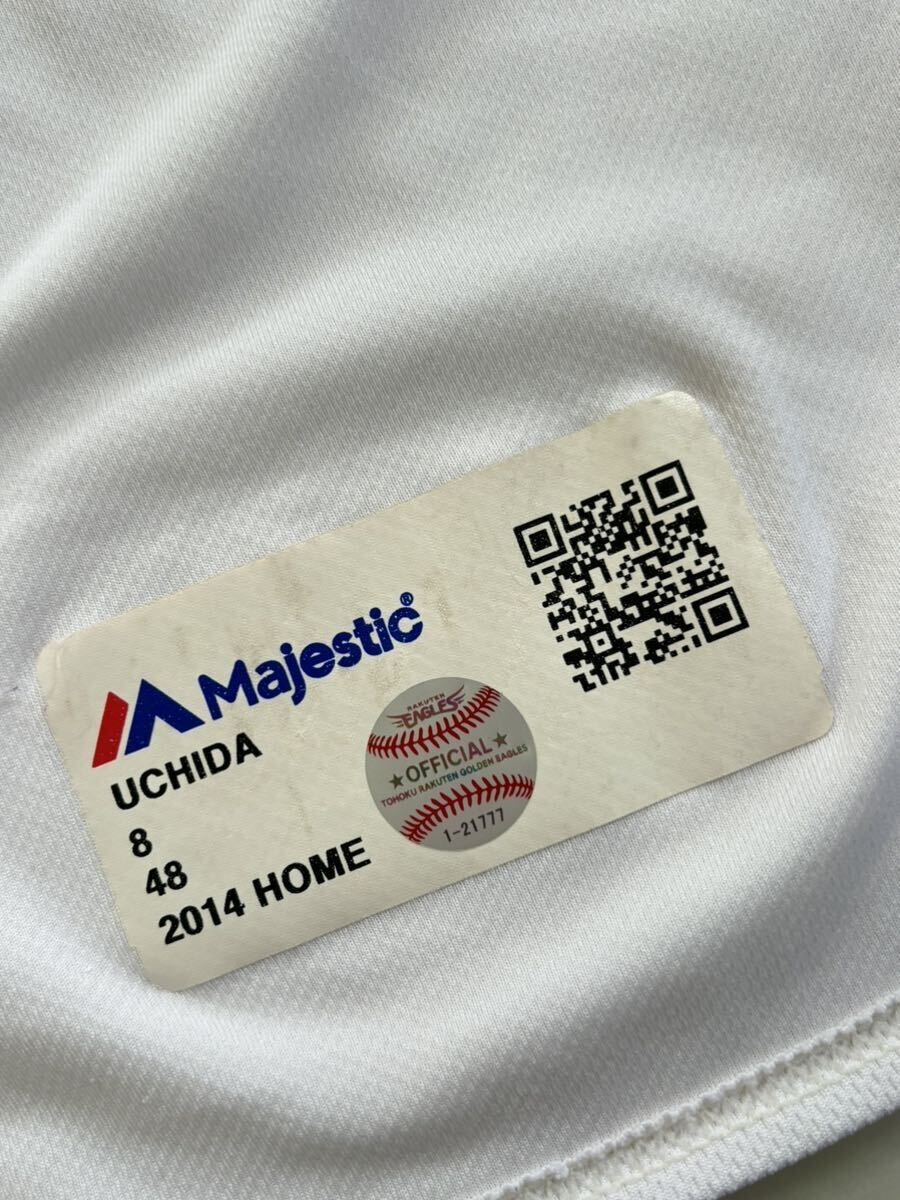 Majestic®
UCHIDA
8
48
2014 HOME
RAKUTEN
EAGLES
★OFFICIAL★
TOHOKU RAKUTEN GOLDEN EAGLES
1-21777